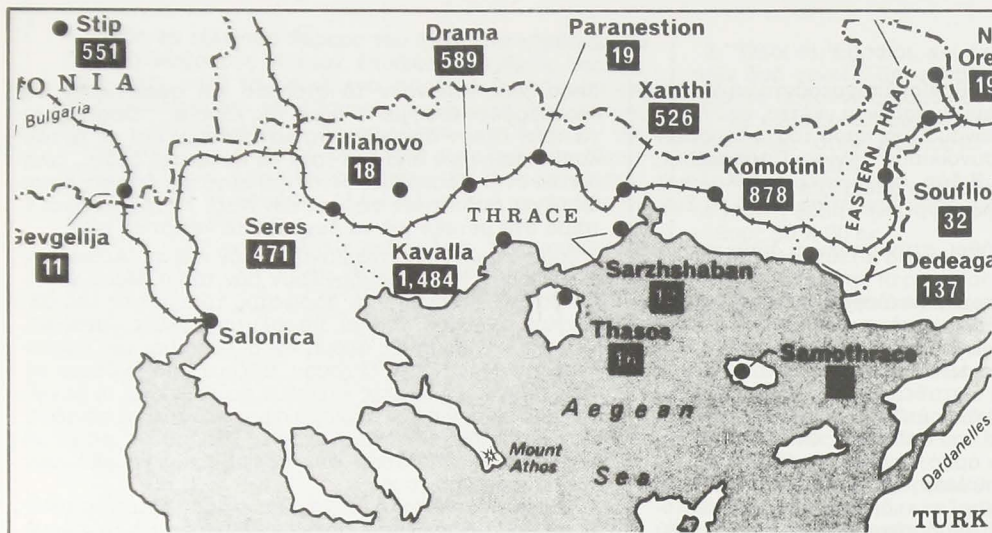 Stip
551
ONIA
Bulgaria
Drama
589
Paranestion
19
Xanthi
526
N
Ore
19
Ziliahovo
18
Komotini
878
EASTERN THRACE
Souflio
32
Gevgelija
11
Seres
471
THRACE
Kavalla
1,484
Sarzhshaban
Dedeaga
137
Salonica
Thasos
16
Samothrace
Aegean
Sea
Mount
Athos
Dardanelles
TURK